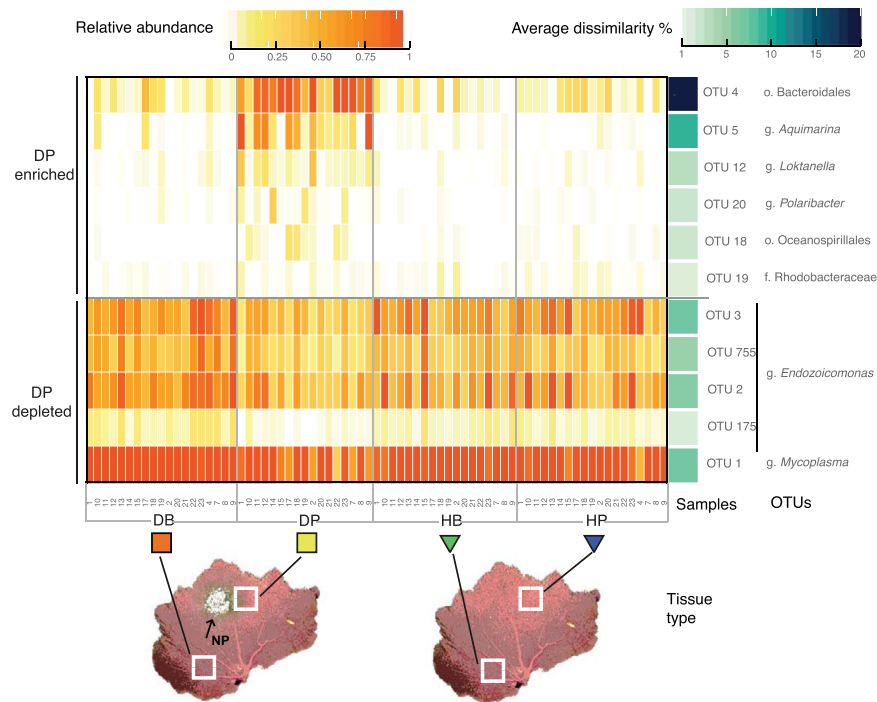 Relative abundance
0 0.25 0.50 0.75 1
Average dissimilarity %
1 5 10 15 20
DP enriched
OTU 4 o. Bacteroidales
OTU 5 g. Aquimarina
OTU 12 g. Loktanella
OTU 20 g. Polaribacter
OTU 18 o. Oceanospirillales
OTU 19 f. Rhodobacteraceae
DP depleted
OTU 3
OTU 755
g. Endozoicomonas
OTU 2
OTU 175
OTU 1 g. Mycoplasma
Samples OTUs
DB DP HB HP
NP
Tissue type